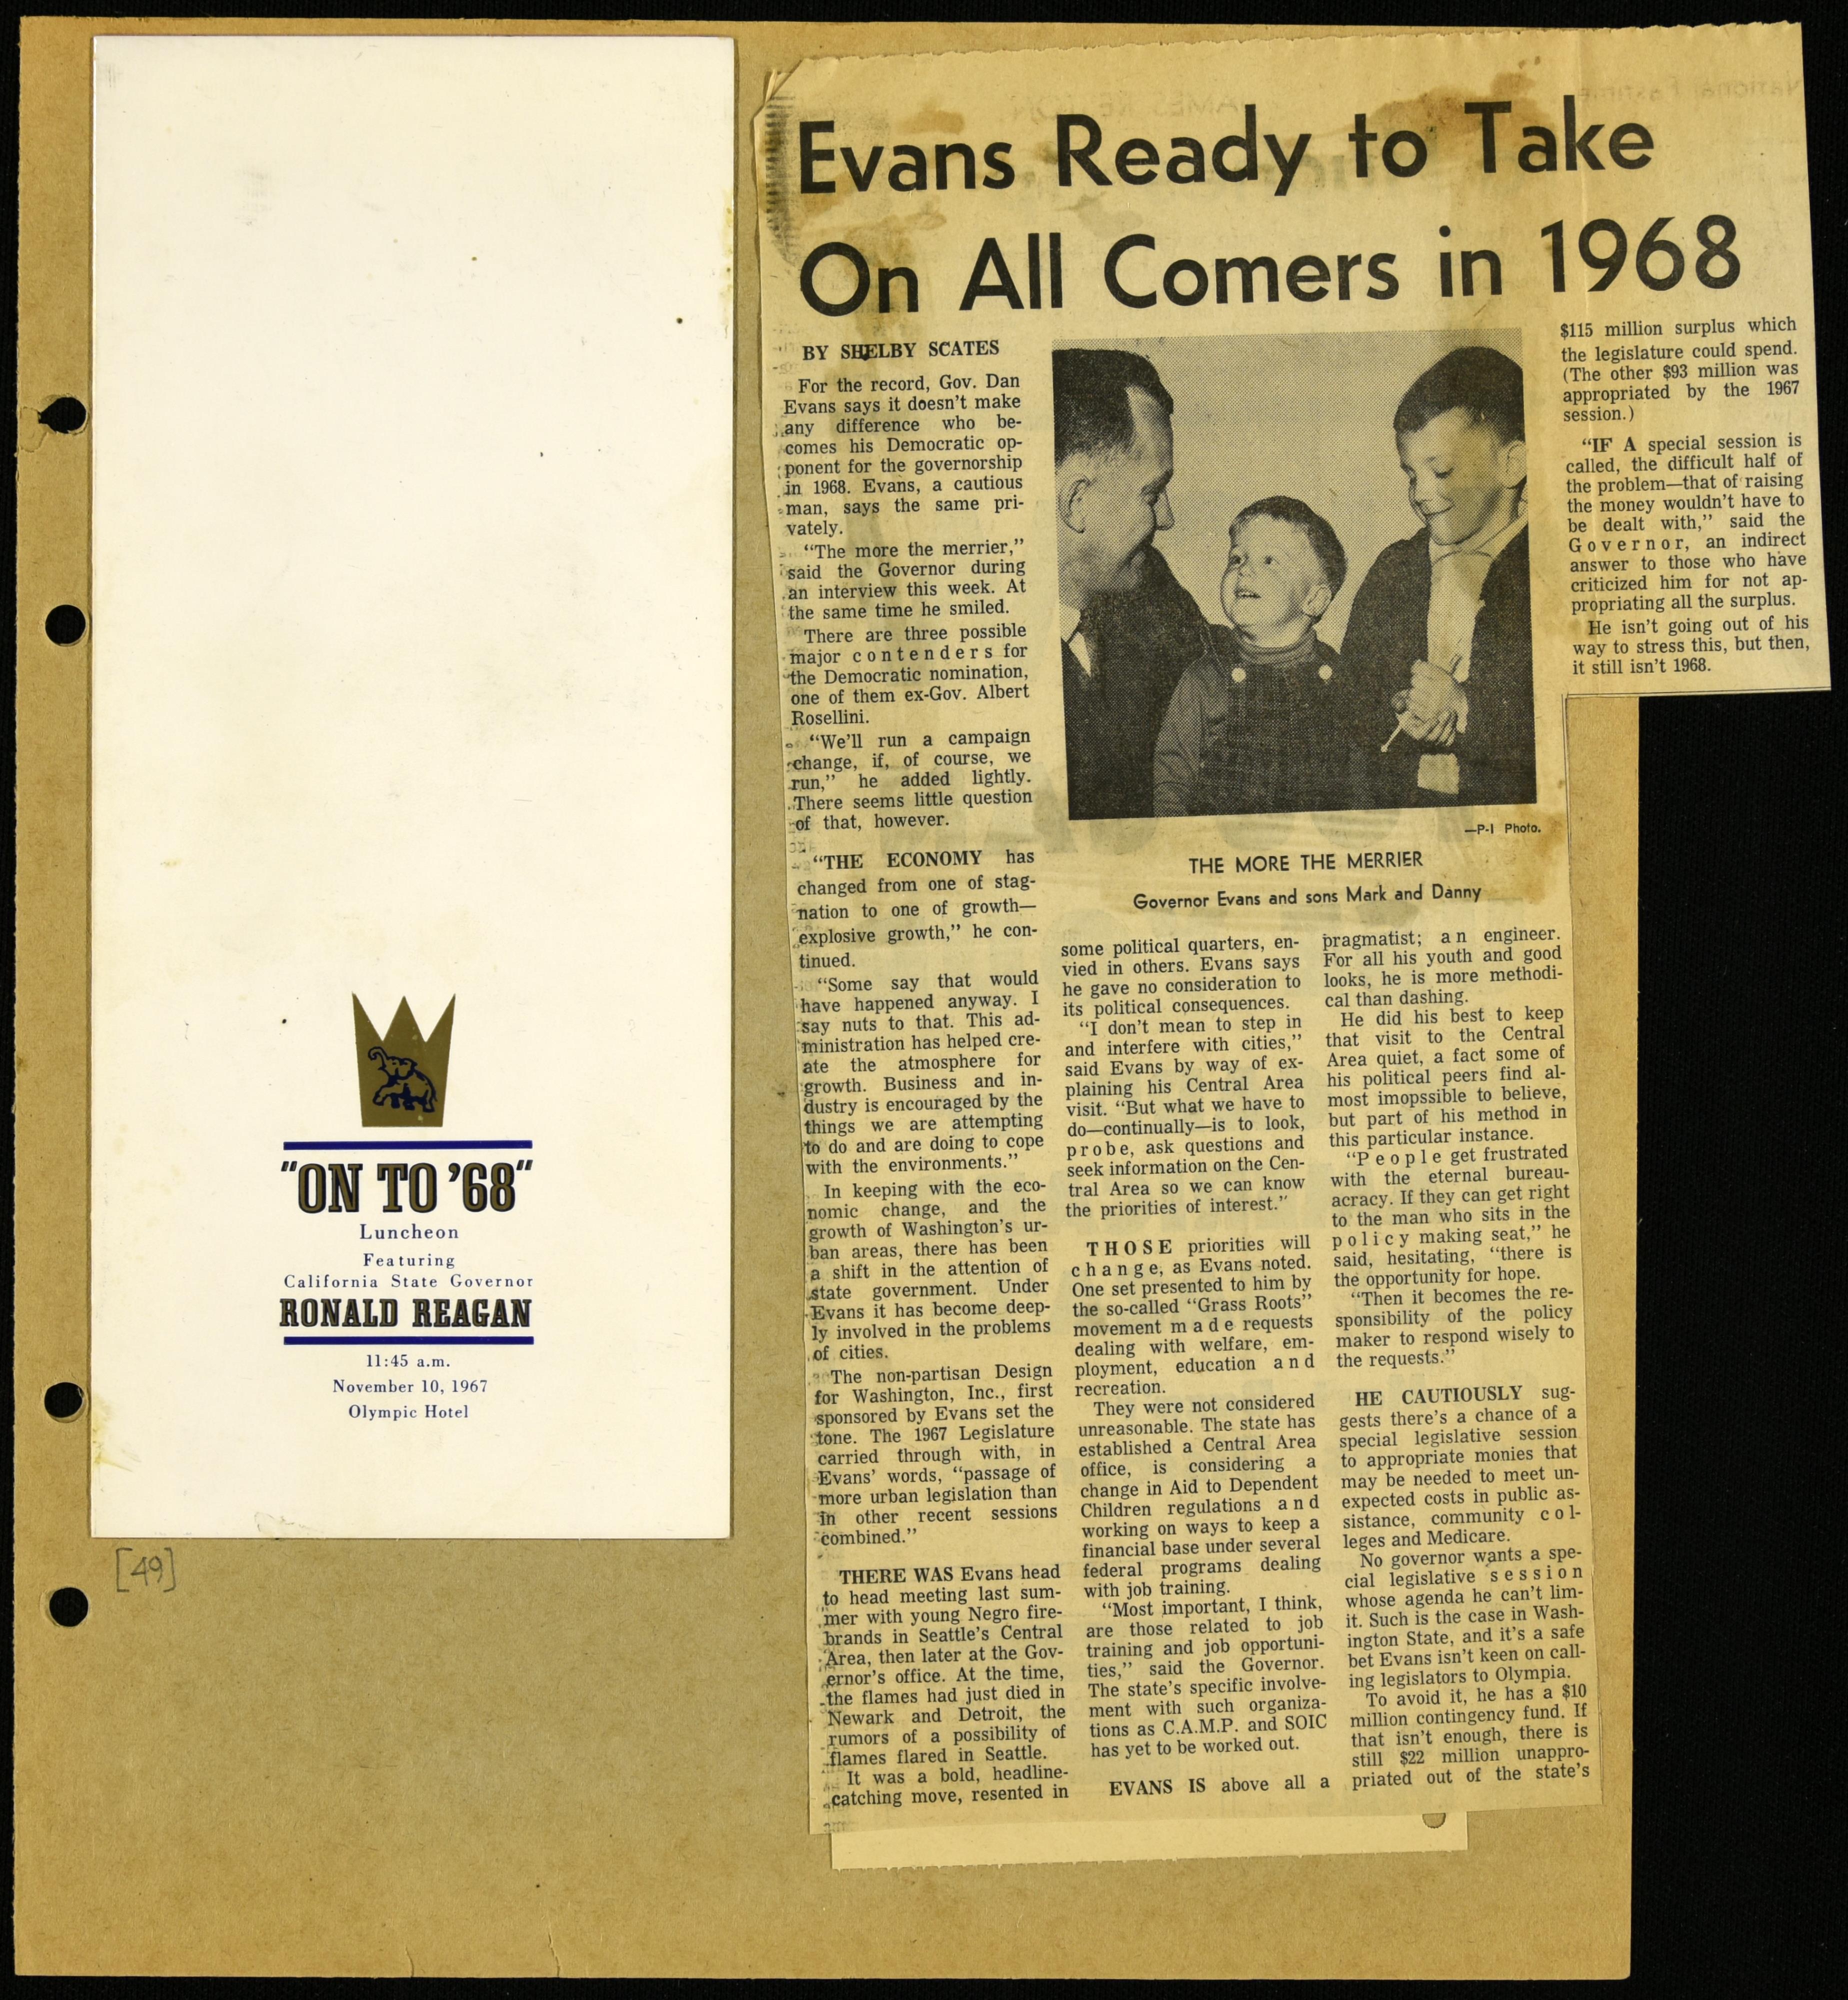 "ON TO '68"
Luncheon
Featuring
California State Governor
RONALD REAGAN
11:45 a.m.
November 10, 1967
Olympic Hotel
[49]
Evans Ready to Take
On All Comers in 1968
BY SHELBY SCATES
For the record, Gov. Dan
Evans says it doesn't make
any difference who be-
comes his Democratic op-
ponent for the governorship
in 1968. Evans, a cautious
man, says the same pri-
vately.
"The more the merrier,"
said the Governor during
an interview this week. At
the same time he smiled.
There are three possible
major contenders for
the Democratic nomination,
one of them ex-Gov. Albert
Rosellini.
"We'll run a campaign
change, if, of course, we
run," he added lightly.
There seems little question
of that, however.
"THE ECONOMY has
changed from one of stag-
nation to one of growth—
explosive growth," he con-
tinued.
"Some say that would
have happened anyway. I
say nuts to that. This ad-
ministration has helped cre-
ate the atmosphere for
growth. Business and in-
dustry is encouraged by the
things we are attempting
to do and are doing to cope
with the environments."
In keeping with the eco-
nomic change, and the
growth of Washington's ur-
ban areas, there has been
a shift in the attention of
state government. Under
Evans it has become deep-
ly involved in the problems
of cities.
The non-partisan Design
for Washington, Inc., first
sponsored by Evans set the
tone. The 1967 Legislature
carried through with, in
Evans' words, "passage of
more urban legislation than
in other recent sessions
combined."
THERE WAS Evans head
to head meeting last sum-
mer with young Negro fire-
brands in Seattle's Central
Area, then later at the Gov-
ernor's office. At the time,
the flames had just died in
Newark and Detroit, the
rumors of a possibility of
flames flared in Seattle.
It was a bold, headline-
catching move, resented in
—P-I Photo.
THE MORE THE MERRIER
Governor Evans and sons Mark and Danny
some political quarters, en-
vied in others. Evans says
he gave no consideration to
its political consequences.
"I don't mean to step in
and interfere with cities,"
said Evans by way of ex-
plaining his Central Area
visit. "But what we have to
do—continually—is to look,
probe, ask questions and
seek information on the Cen-
tral Area so we can know
the priorities of interest."
THOSE priorities will
change, as Evans noted.
One set presented to him by
the so-called "Grass Roots"
movement made requests
dealing with welfare, em-
ployment, education and
recreation.
They were not considered
unreasonable. The state has
established a Central Area
office, is considering a
change in Aid to Dependent
Children regulations and
working on ways to keep a
financial base under several
federal programs dealing
with job training.
"Most important, I think,
are those related to job
training and job opportuni-
ties," said the Governor.
The state's specific involve-
ment with such organiza-
tions as C.A.M.P. and SOIC
has yet to be worked out.
EVANS IS above all a
pragmatist; an engineer.
For all his youth and good
looks, he is more methodi-
cal than dashing.
He did his best to keep
that visit to the Central
Area quiet, a fact some of
his political peers find al-
most imopssible to believe,
but part of his method in
this particular instance.
"People get frustrated
with the eternal bureau-
acracy. If they can get right
to the man who sits in the
policy making seat," he
said, hesitating, "there is
the opportunity for hope.
"Then it becomes the re-
sponsibility of the policy
maker to respond wisely to
the requests."
HE CAUTIOUSLY sug-
gests there's a chance of a
special legislative session
to appropriate monies that
may be needed to meet un-
expected costs in public as-
sistance, community col-
leges and Medicare.
No governor wants a spe-
cial legislative session
whose agenda he can't lim-
it. Such is the case in Wash-
ington State, and it's a safe
bet Evans isn't keen on call-
ing legislators to Olympia.
To avoid it, he has a $10
million contingency fund. If
that isn't enough, there is
still $22 million unappro-
priated out of the state's
$115 million surplus which
the legislature could spend.
(The other $93 million was
appropriated by the 1967
session.)
"IF A special session is
called, the difficult half of
the problem—that of raising
the money wouldn't have to
be dealt with," said the
Governor, an indirect
answer to those who have
criticized him for not ap-
propriating all the surplus.
He isn't going out of his
way to stress this, but then,
it still isn't 1968.